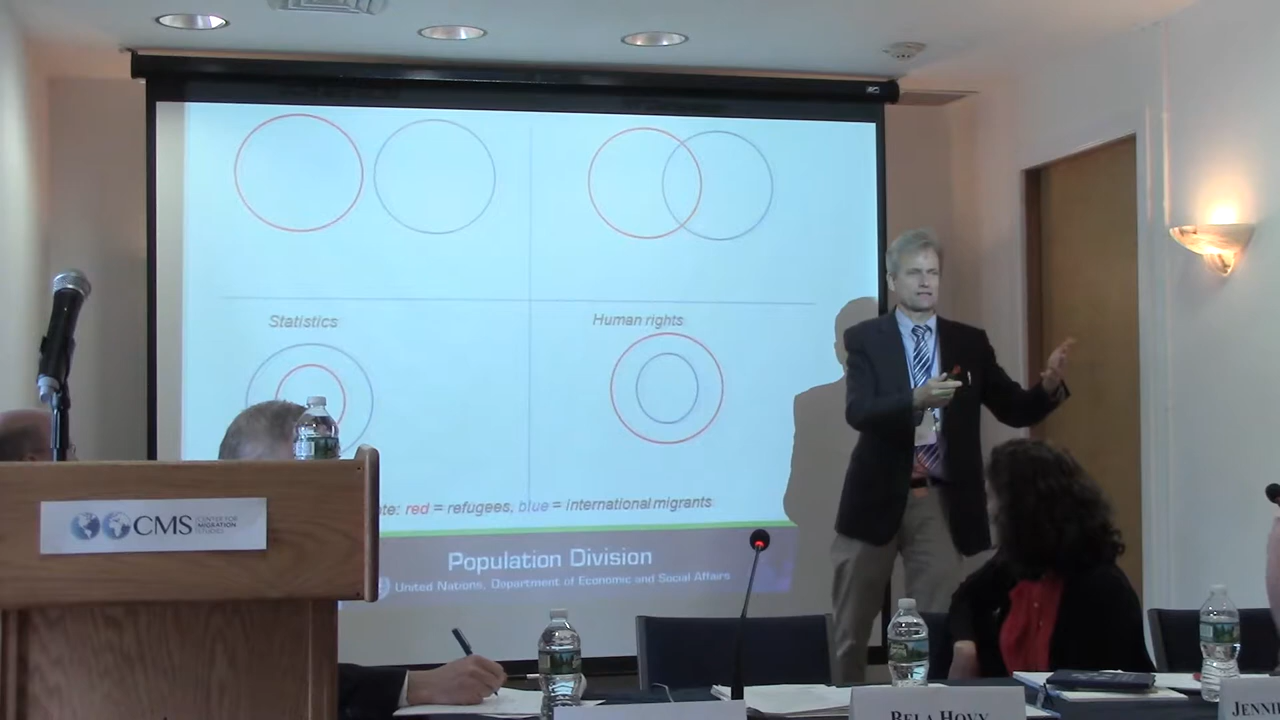 Statistics
Human rights
red = refugees, blue = international migrants
Population Division
United Nations, Department of Economic and Social Affairs
CMS CENTER FOR
MIGRATION
STUDIES
BELA HOVY